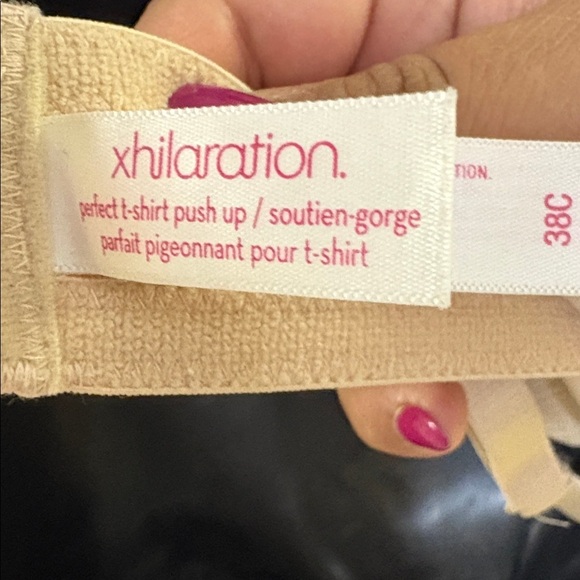 xhilaration.
perfect t-shirt push up / soutien-gorge
parfait pigeonnant pour t-shirt
TION.
38C